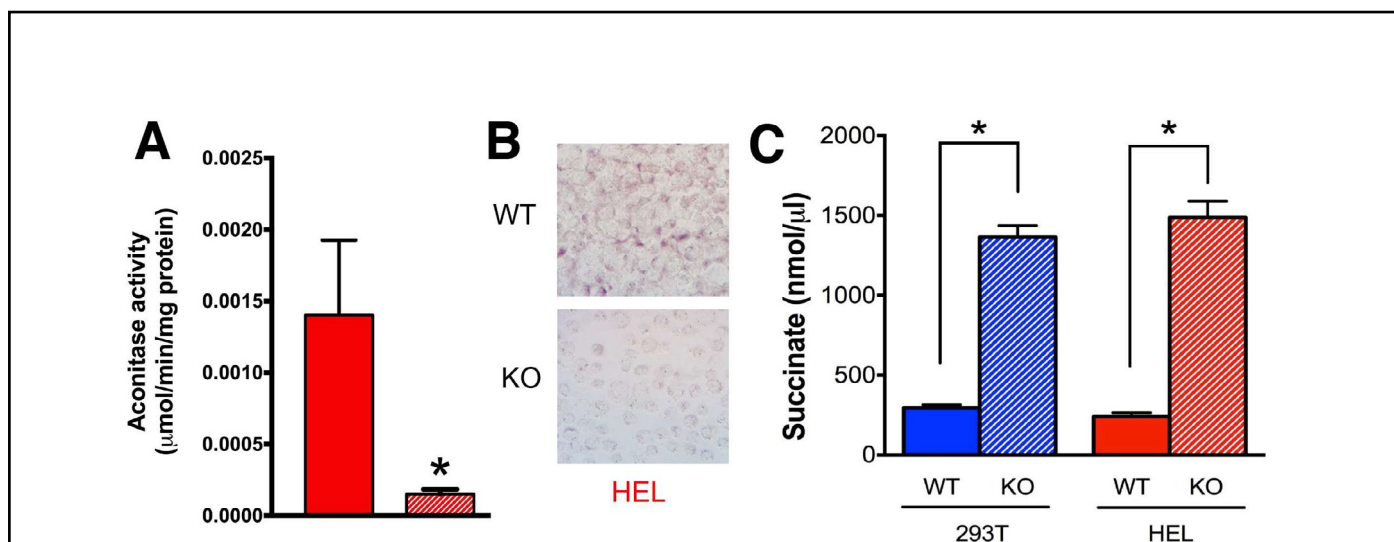 A
Aconitase activity
(μmol/min/mg protein)
0.0025
0.0020
0.0015
0.0010
0.0005
0.0000
*
B
WT
KO
HEL
C
Succinate (nmol/μl)
2000
1500
1000
500
0
* *
WT KO WT KO
293T HEL